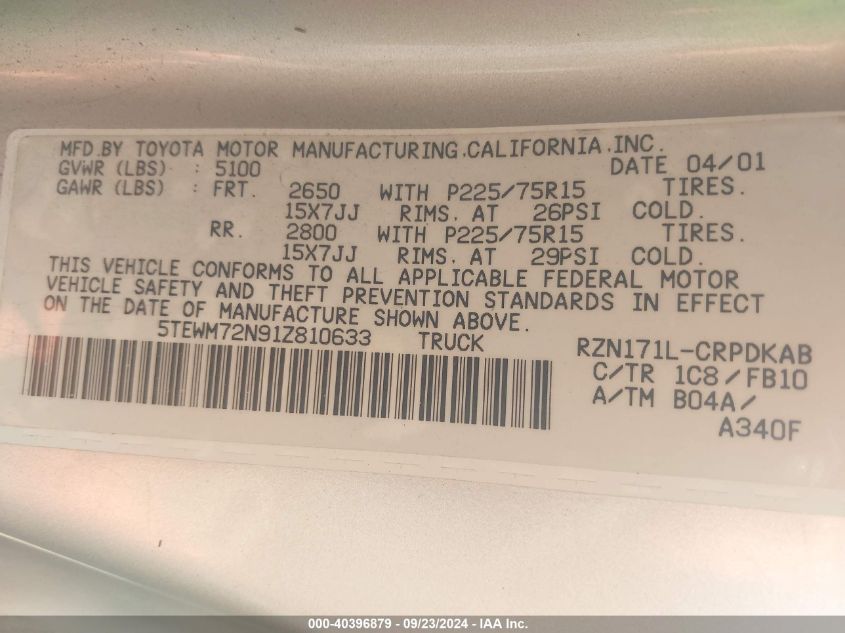 MFD.BY TOYOTA MOTOR MANUFACTURING.CALIFORNIA.INC.
GVWR (LBS) : 5100 DATE 04/01
GAWR (LBS) : FRT. 2650 WITH P225/75R15 TIRES.
15X7JJ RIMS. AT 26PSI COLD.
RR. 2800 WITH P225/75R15 TIRES.
15X7JJ RIMS. AT 29PSI COLD.
THIS VEHICLE CONFORMS TO ALL APPLICABLE FEDERAL MOTOR
VEHICLE SAFETY AND THEFT PREVENTION STANDARDS IN EFFECT
ON THE DATE OF MANUFACTURE SHOWN ABOVE.
5TEWM72N91Z810633 TRUCK RZN171L-CRPDKAB
C/TR 1C8/FB10
A/TM B04A/
A340F
000-40396879 - 09/23/2024 - IAA Inc.